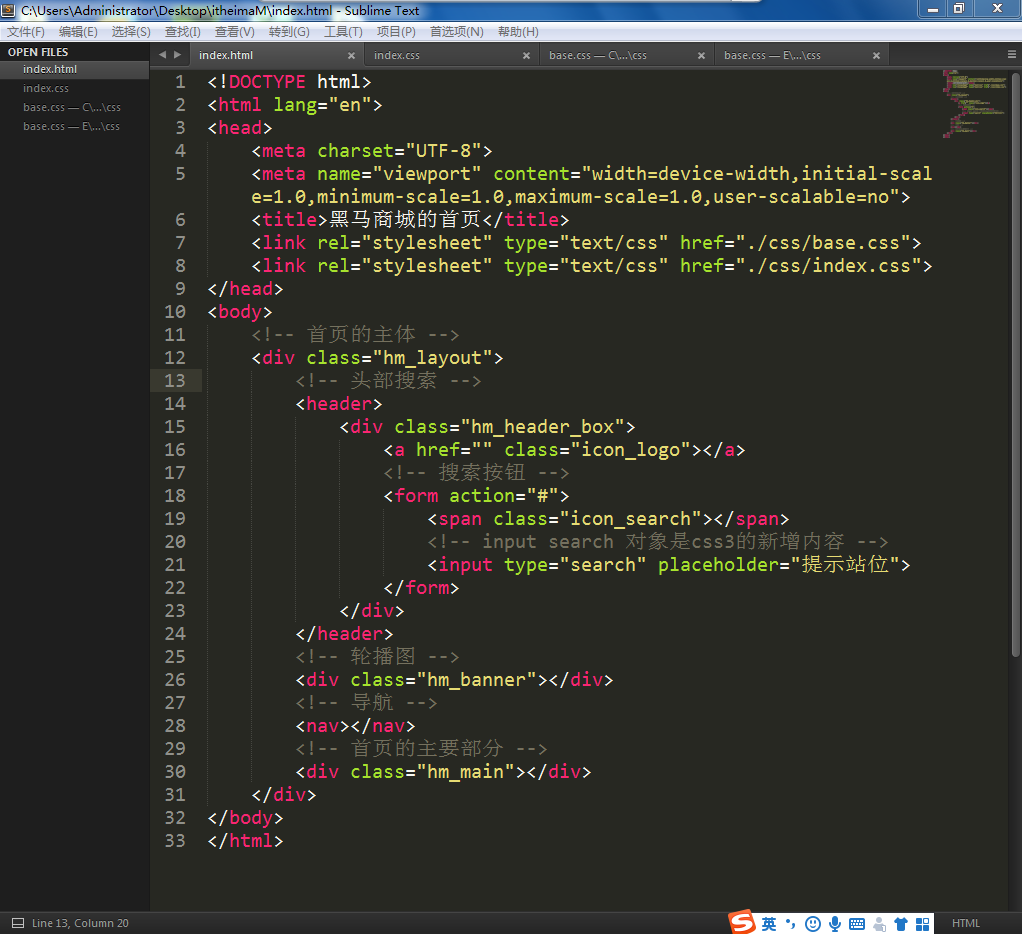 C:\Users\Administrator\Desktop\itheimaM\index.html - Sublime Text
文件(F) 编辑(E) 选择(S) 查找(I) 查看(V) 转到(G) 工具(T) 项目(P) 首选项(N) 帮助(H)
OPEN FILES
index.html
index.css
base.css — C\...\css
base.css — E\...\css
index.html × index.css × base.css — C\...\css × base.css — E\...\css ×
1 <!DOCTYPE html>
2 <html lang="en">
3 <head>
4 <meta charset="UTF-8">
5 <meta name="viewport" content="width=device-width,initial-scal
e=1.0,minimum-scale=1.0,maximum-scale=1.0,user-scalable=no">
6 <title>黑马商城的首页</title>
7 <link rel="stylesheet" type="text/css" href="./css/base.css">
8 <link rel="stylesheet" type="text/css" href="./css/index.css">
9 </head>
10 <body>
11 <!-- 首页的主体 -->
12 <div class="hm_layout">
13 <!-- 头部搜索 -->
14 <header>
15 <div class="hm_header_box">
16 <a href="" class="icon_logo"></a>
17 <!-- 搜索按钮 -->
18 <form action="#">
19 <span class="icon_search"></span>
20 <!-- input search 对象是css3的新增内容 -->
21 <input type="search" placeholder="提示站位">
22 </form>
23 </div>
24 </header>
25 <!-- 轮播图 -->
26 <div class="hm_banner"></div>
27 <!-- 导航 -->
28 <nav></nav>
29 <!-- 首页的主要部分 -->
30 <div class="hm_main"></div>
31 </div>
32 </body>
33 </html>
Line 13, Column 20
英
HTML